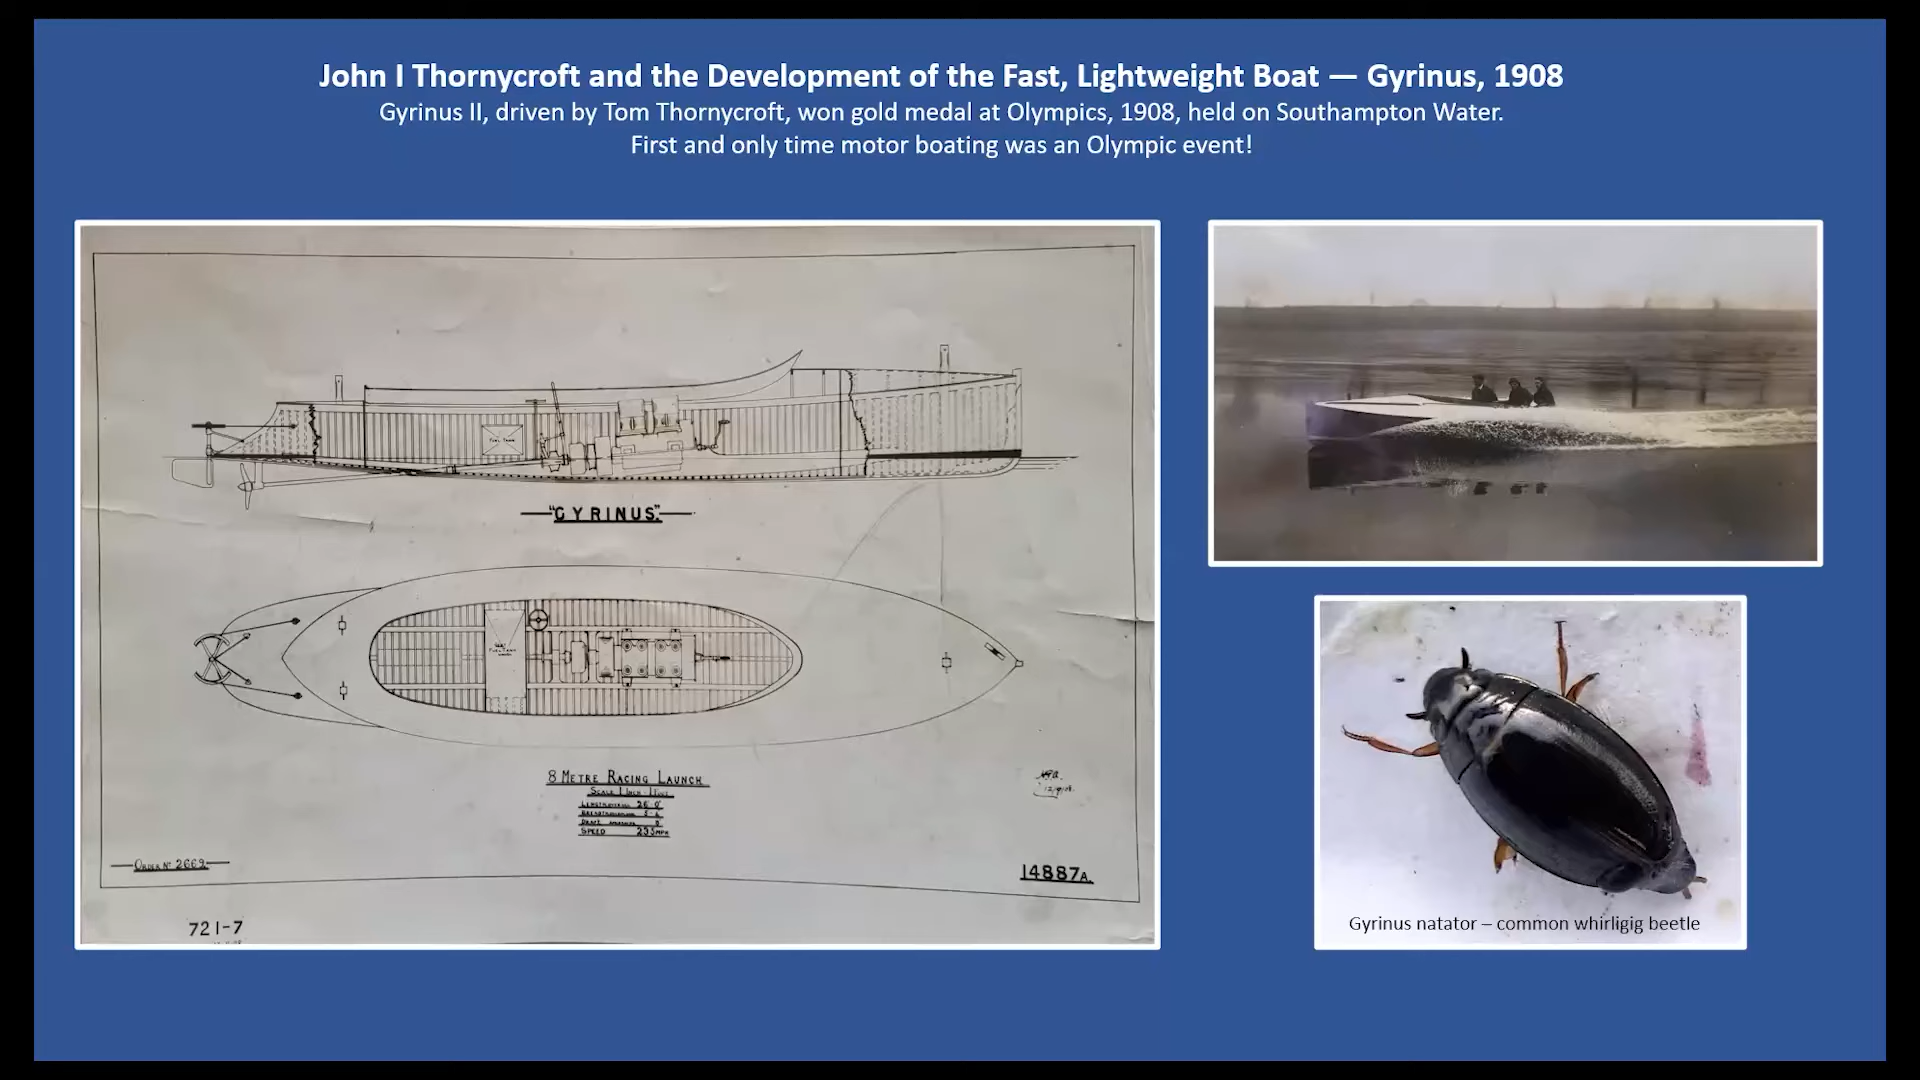 John I Thornycroft and the Development of the Fast, Lightweight Boat — Gyrinus, 1908
Gyrinus II, driven by Tom Thornycroft, won gold medal at Olympics, 1908, held on Southampton Water.
First and only time motor boating was an Olympic event!
"GYRINUS."
8 METRE RACING LAUNCH
SPEED 23.5 MPH
ORDER Nº 2669.
14887A.
721-7
Gyrinus natator – common whirligig beetle